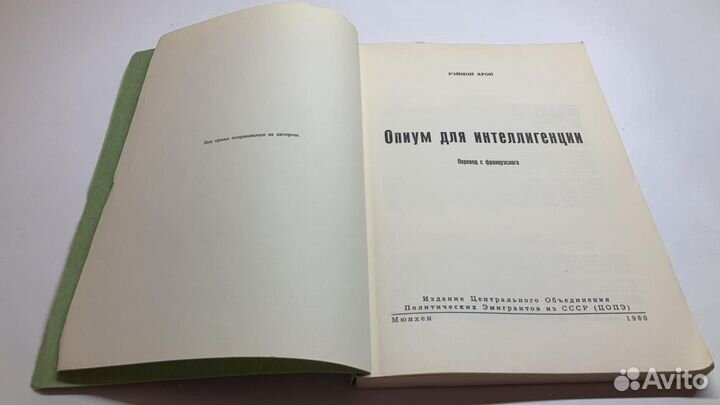 Все права сохраняются за автором.
РЭЙМОН АРОН
Опиум для интеллигенции
Перевод с французского
Издание Центрального Объединения
Политических Эмигрантов из СССР (ЦОПЭ)
Мюнхен 1960
Avito